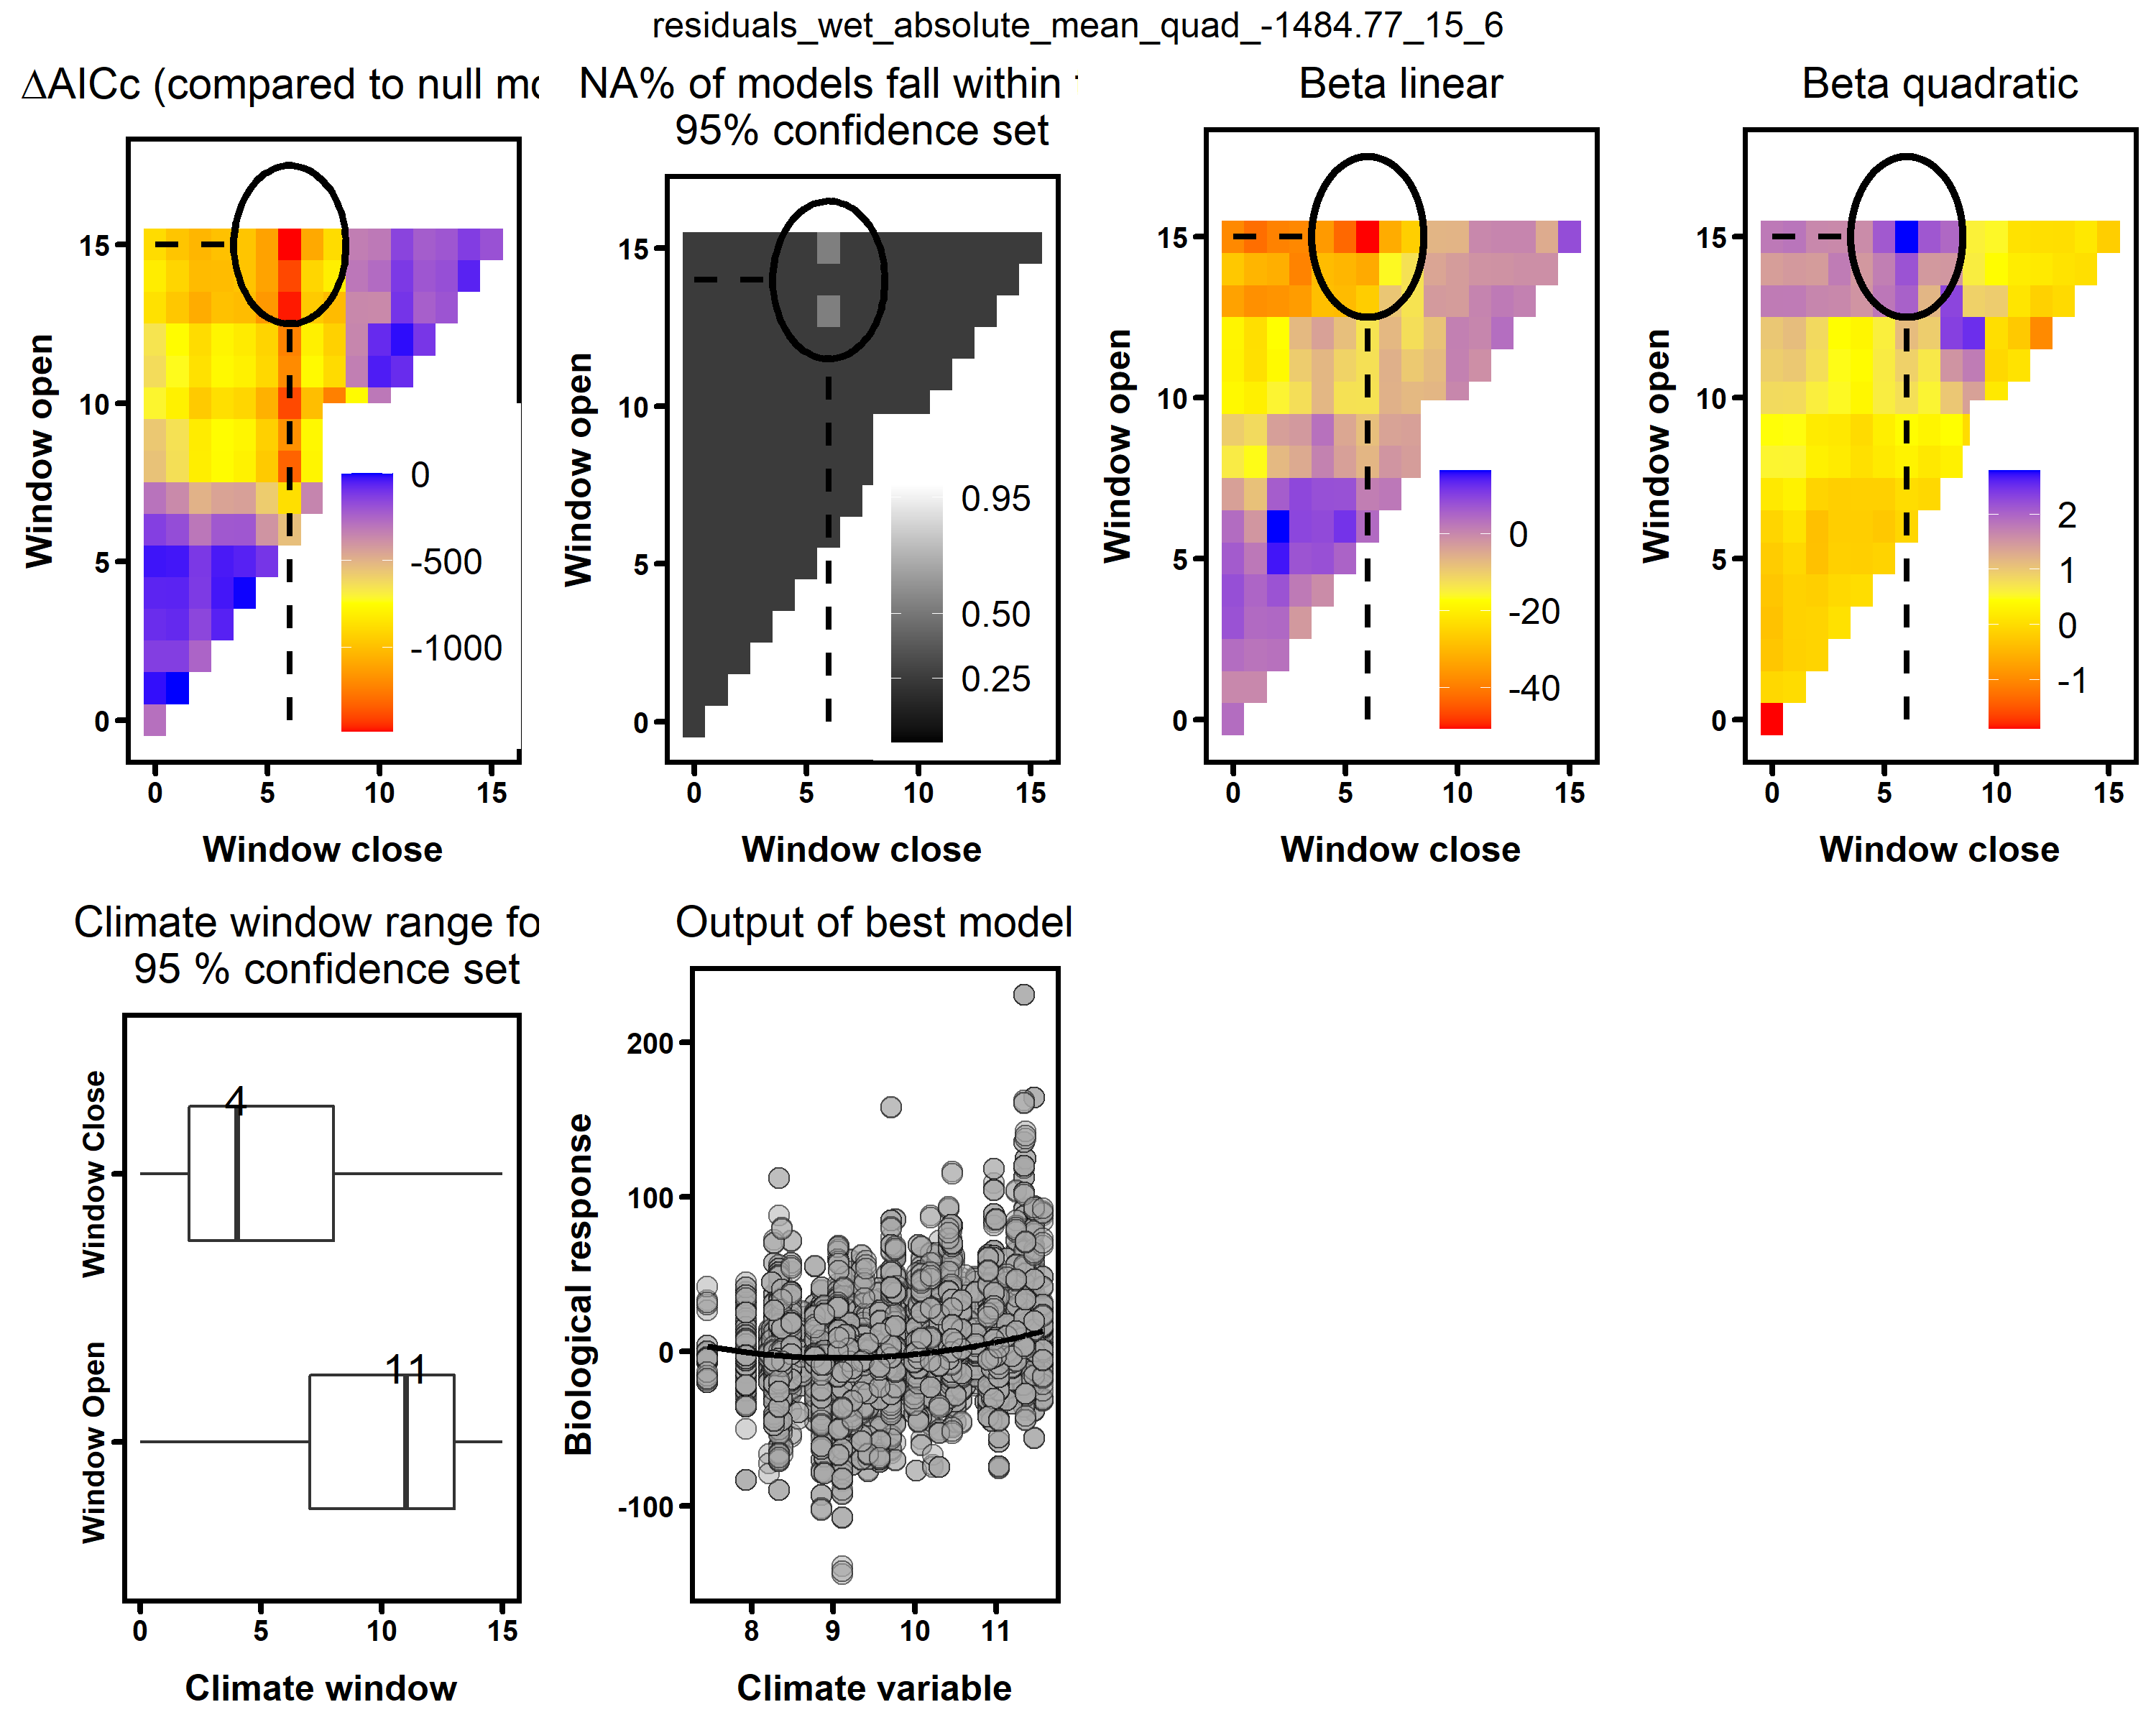 residuals_wet_absolute_mean_quad_-1484.77_15_6
ΔAICc (compared to null mo
Window open
15
10
5
0
0
-500
-1000
0 5 10 15
Window close
NA% of models fall within
95% confidence set
Window open
15
10
5
0
0.95
0.50
0.25
0 5 10 15
Window close
Beta linear
Window open
15
10
5
0
0
-20
-40
0 5 10 15
Window close
Beta quadratic
Window open
15
10
5
0
2
1
0
-1
0 5 10 15
Window close
Climate window range fo
95 % confidence set
Window Close
Window Open
4
11
0 5 10 15
Climate window
Output of best model
Biological response
200
100
0
-100
8 9 10 11
Climate variable